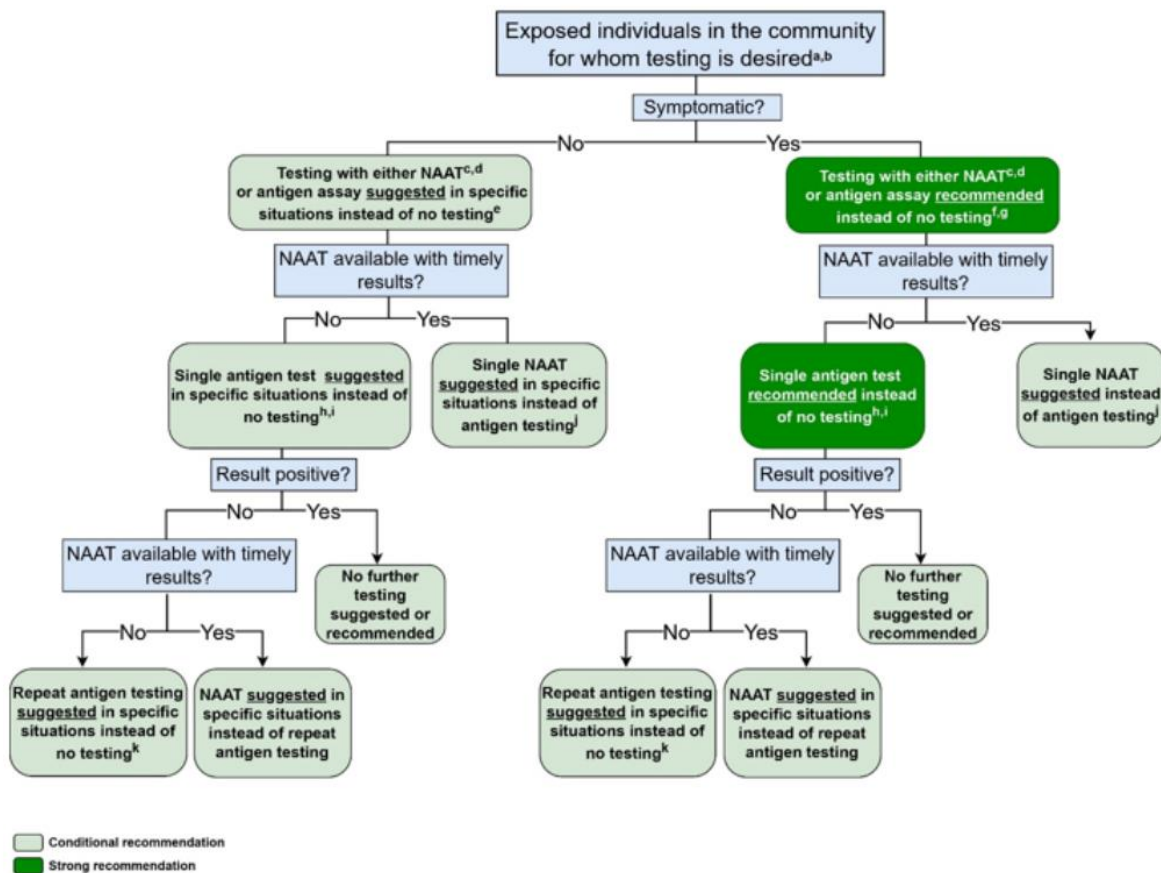 Exposed individuals in the community
for whom testing is desiredᵃ,ᵇ
Symptomatic?
No
Yes
Testing with either NAATᶜ,ᵈ
or antigen assay suggested in specific
situations instead of no testingᵉ
Testing with either NAATᶜ,ᵈ
or antigen assay recommended
instead of no testingᶠ,ᵍ
NAAT available with timely
results?
NAAT available with timely
results?
No
Yes
No
Yes
Single antigen test suggested
in specific situations instead of
no testingʰ,ⁱ
Single NAAT
suggested in specific
situations instead of
antigen testingʲ
Single antigen test
recommended instead
of no testingʰ,ⁱ
Single NAAT
suggested instead
of antigen testingʲ
Result positive?
Result positive?
No
Yes
No
Yes
NAAT available with timely
results?
No further
testing
suggested or
recommended
NAAT available with timely
results?
No further
testing
suggested or
recommended
No
Yes
No
Yes
Repeat antigen testing
suggested in specific
situations instead of
no testingᵏ
NAAT suggested in
specific situations
instead of repeat
antigen testing
Repeat antigen testing
suggested in specific
situations instead of
no testingᵏ
NAAT suggested in
specific situations
instead of repeat
antigen testing
Conditional recommendation
Strong recommendation